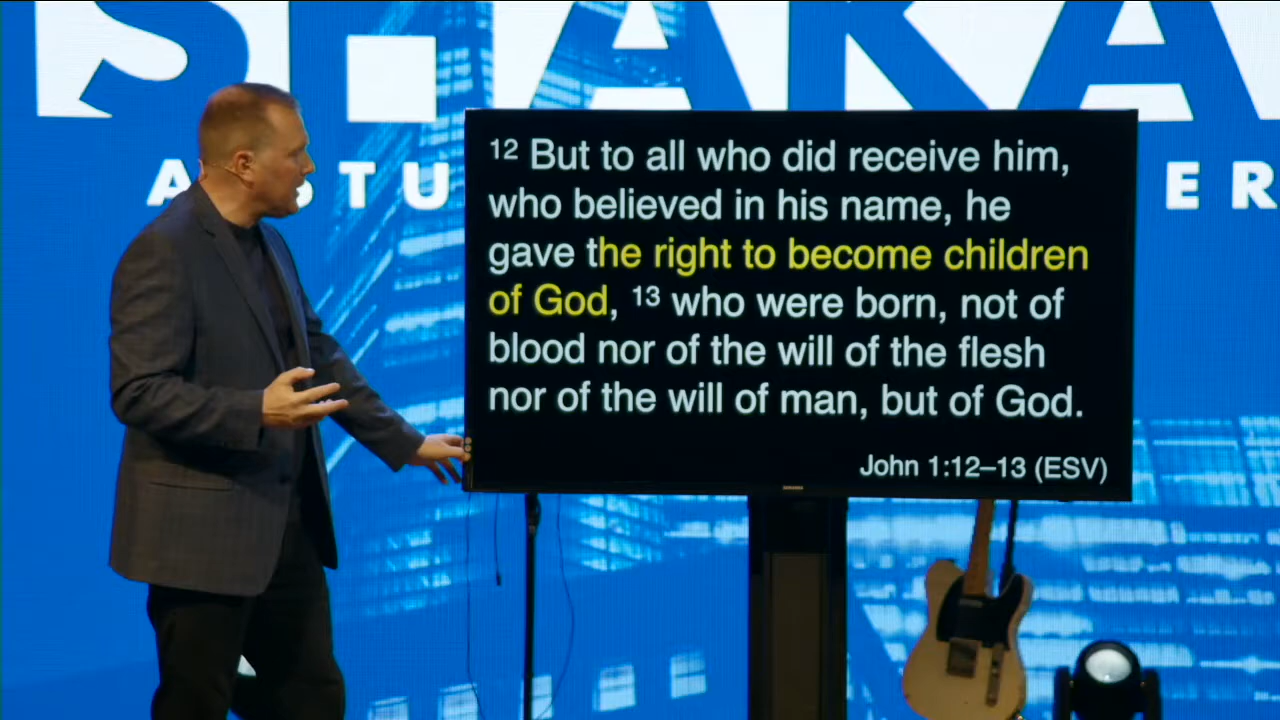 A STU
ER
12 But to all who did receive him,
who believed in his name, he
gave the right to become children
of God, 13 who were born, not of
blood nor of the will of the flesh
nor of the will of man, but of God.
John 1:12–13 (ESV)